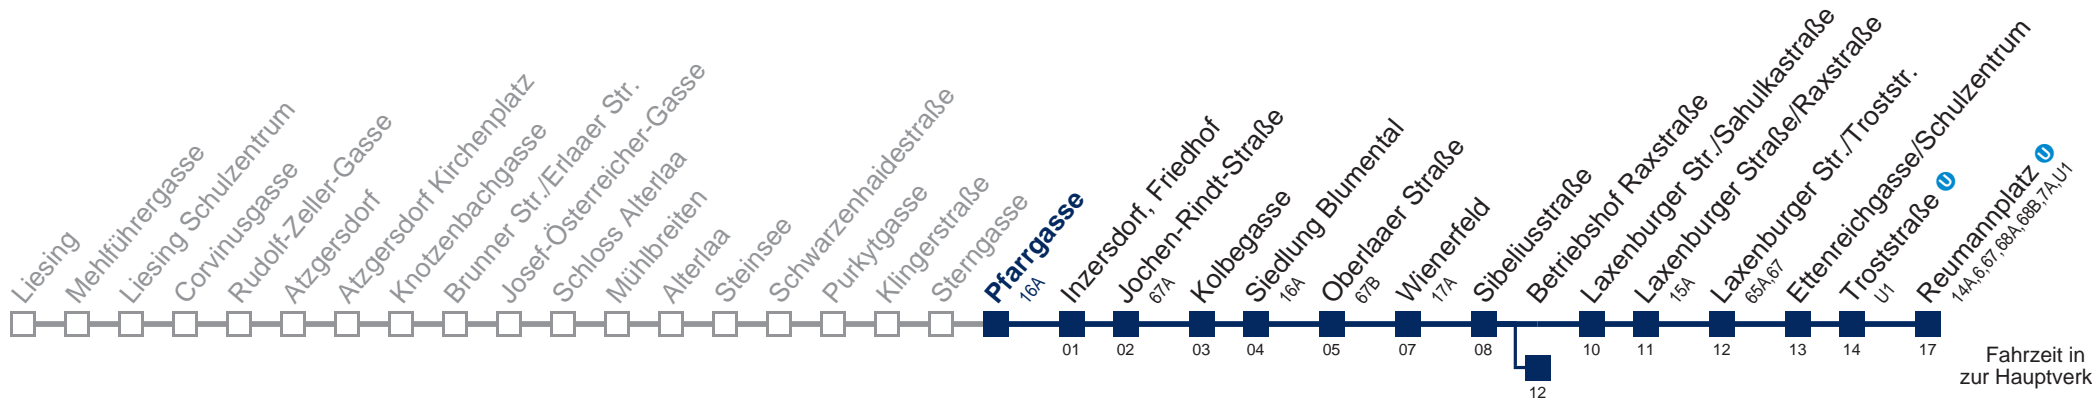 Liesing
Mehlführergasse
Liesing Schulzentrum
Corvinusgasse
Rudolf-Zeller-Gasse
Atzgersdorf
Atzgersdorf Kirchenplatz
Knotzenbachgasse
Brunner Str./Erlaaer Str.
Josef-Österreicher-Gasse
Schloss Alterlaa
Mühlbreiten
Alterlaa
Steinsee
Schwarzenhaidestraße
Purkytgasse
Klingerstraße
Sterngasse
Pfarrgasse
16A
Inzersdorf, Friedhof
Jochen-Rindt-Straße
67A
Kolbegasse
Siedlung Blumental
16A
Oberlaaer Straße
67B
Wienerfeld
17A
Sibeliusstraße
Betriebshof Raxstraße
Laxenburger Str./Sahulkastraße
Laxenburger Straße/Raxstraße
15A
Laxenburger Str./Troststr.
65A,67
Ettenreichgasse/Schulzentrum
Troststraße U
U1
Reumannplatz U
14A,6,67,68A,68B,7A,U1
01 02 03 04 05 07 08 10 11 12 13 14 17
12
Fahrzeit in
zur Hauptverk